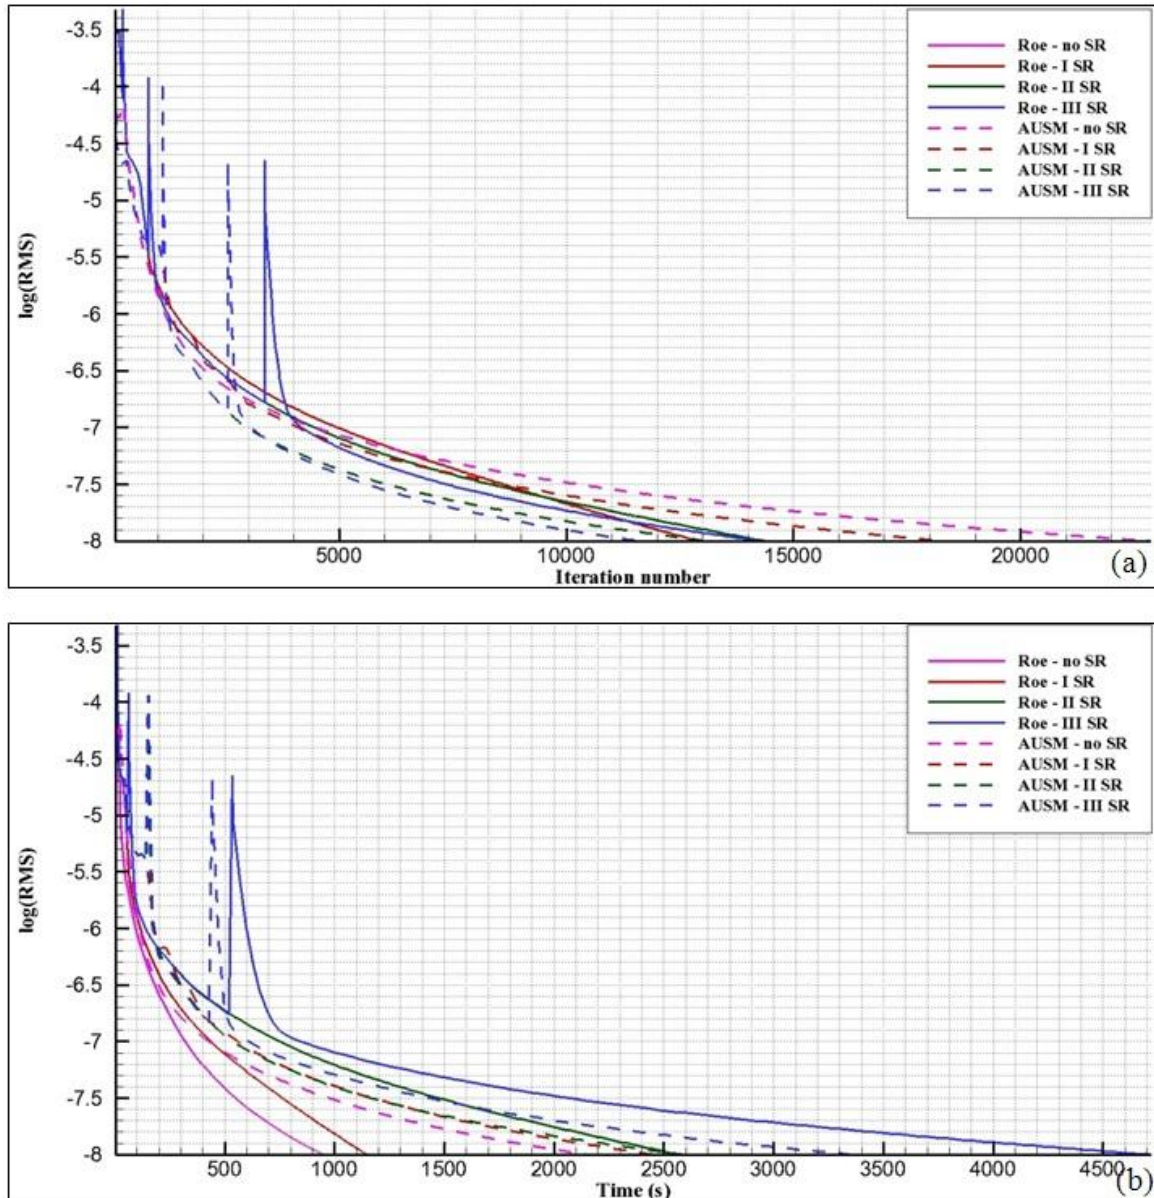 -3.5
-4
-4.5
-5
-5.5
-6
-6.5
-7
-7.5
-8
log(RMS)
Roe - no SR
Roe - I SR
Roe - II SR
Roe - III SR
AUSM - no SR
AUSM - I SR
AUSM - II SR
AUSM - III SR
5000 10000 15000 20000
Iteration number
(a)
-3.5
-4
-4.5
-5
-5.5
-6
-6.5
-7
-7.5
-8
log(RMS)
Roe - no SR
Roe - I SR
Roe - II SR
Roe - III SR
AUSM - no SR
AUSM - I SR
AUSM - II SR
AUSM - III SR
500 1000 1500 2000 2500 3000 3500 4000 4500
Time (s)
(b)